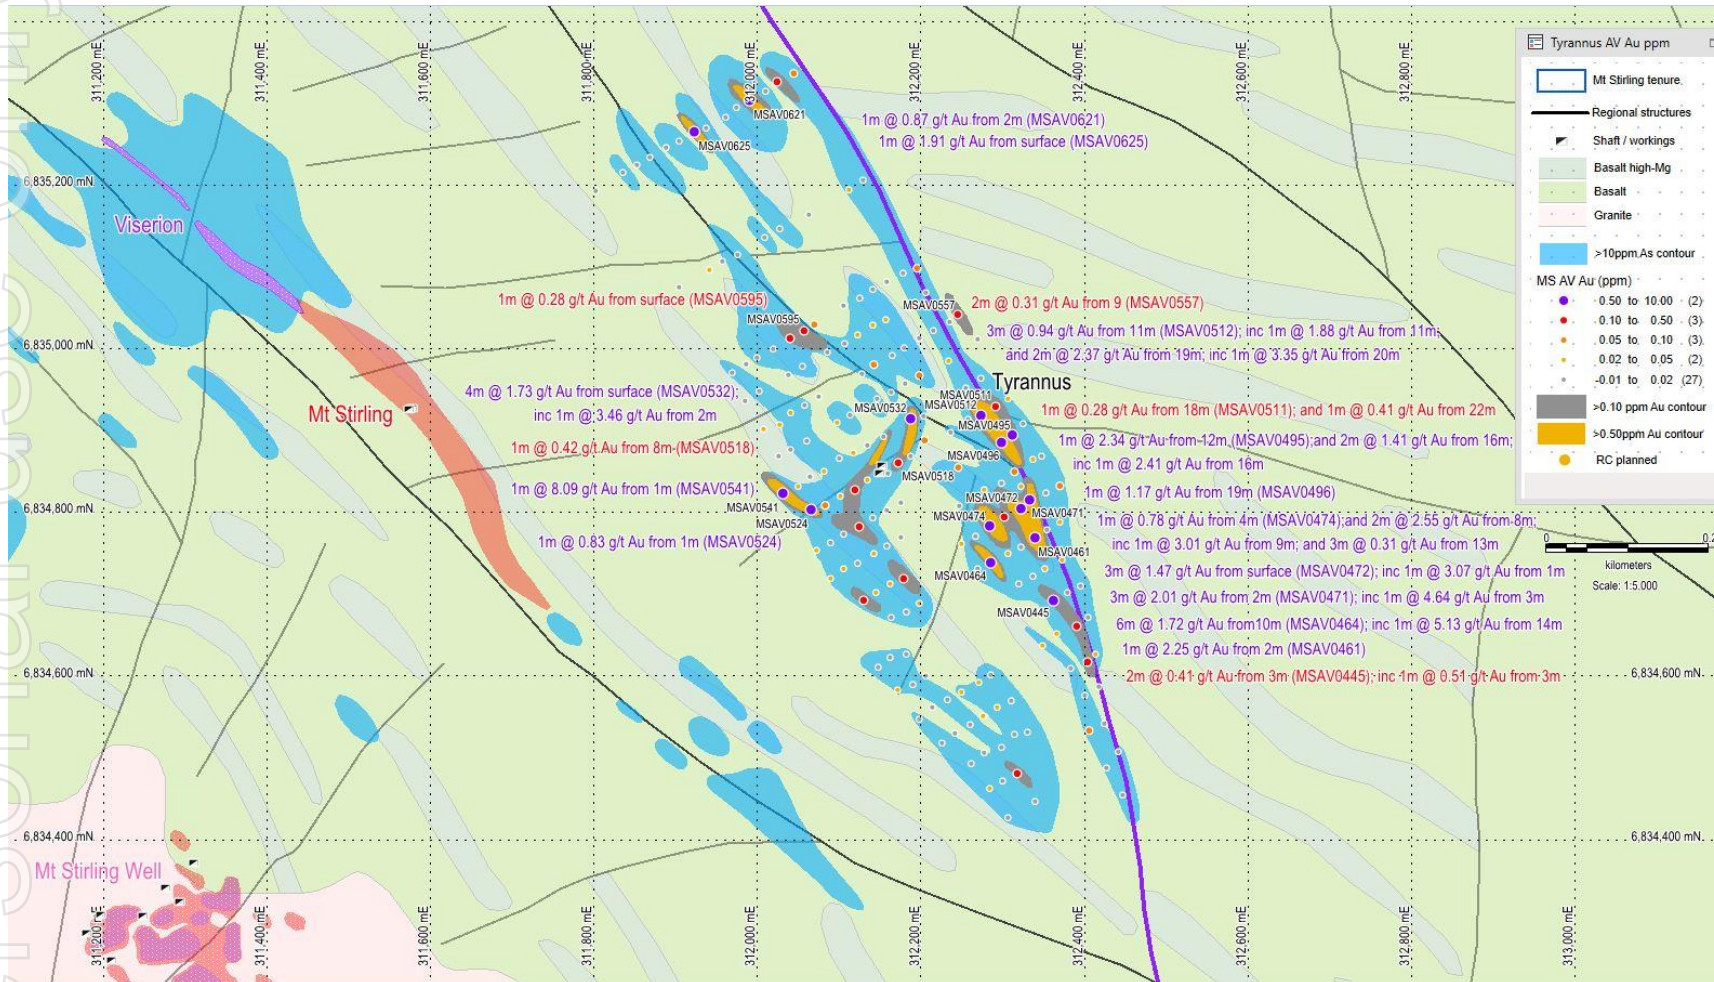 311,200 mE
311,400 mE
311,600 mE
311,800 mE
312,000 mE
312,200 mE
312,400 mE
312,600 mE
312,800 mE
Tyrannus AV Au ppm
Mt Stirling tenure
Regional structures
Shaft / workings
Basalt high-Mg
Basalt
Granite
>10ppm As contour
MS AV Au (ppm)
0.50 to 10.00 (2)
0.10 to 0.50 (3)
0.05 to 0.10 (3)
0.02 to 0.05 (2)
-0.01 to 0.02 (27)
>0.10 ppm Au contour
>0.50ppm Au contour
RC planned
0
0.2
kilometers
Scale: 1:5.000
MSAV0621
MSAV0625
1m @ 0.87 g/t Au from 2m (MSAV0621)
1m @ 1.91 g/t Au from surface (MSAV0625)
6,835,200 mN
Viserion
1m @ 0.28 g/t Au from surface (MSAV0595)
MSAV0595
MSAV0557
2m @ 0.31 g/t Au from 9 (MSAV0557)
3m @ 0.94 g/t Au from 11m (MSAV0512); inc 1m @ 1.88 g/t Au from 11m;
and 2m @ 2.37 g/t Au from 19m; inc 1m @ 3.35 g/t Au from 20m
6,835,000 mN
Tyrannus
4m @ 1.73 g/t Au from surface (MSAV0532);
inc 1m @ 3.46 g/t Au from 2m
MSAV0532
MSAV0512
MSAV0511
MSAV0495
MSAV0496
1m @ 0.28 g/t Au from 18m (MSAV0511); and 1m @ 0.41 g/t Au from 22m
Mt Stirling
1m @ 0.42 g/t Au from 8m (MSAV0518)
MSAV0518
1m @ 2.34 g/t Au from 12m (MSAV0495);and 2m @ 1.41 g/t Au from 16m;
inc 1m @ 2.41 g/t Au from 16m
1m @ 8.09 g/t Au from 1m (MSAV0541)
MSAV0541
MSAV0524
1m @ 0.83 g/t Au from 1m (MSAV0524)
1m @ 1.17 g/t Au from 19m (MSAV0496)
MSAV0472
MSAV0474
MSAV0471
MSAV0461
MSAV0464
MSAV0445
6,834,800 mN
1m @ 0.78 g/t Au from 4m (MSAV0474);and 2m @ 2.55 g/t Au from 8m;
inc 1m @ 3.01 g/t Au from 9m; and 3m @ 0.31 g/t Au from 13m
3m @ 1.47 g/t Au from surface (MSAV0472); inc 1m @ 3.07 g/t Au from 1m
3m @ 2.01 g/t Au from 2m (MSAV0471); inc 1m @ 4.64 g/t Au from 3m
6m @ 1.72 g/t Au from10m (MSAV0464); inc 1m @ 5.13 g/t Au from 14m
1m @ 2.25 g/t Au from 2m (MSAV0461)
2m @ 0.41 g/t Au from 3m (MSAV0445); inc 1m @ 0.51 g/t Au from 3m
6,834,600 mN
6,834,600 mN
6,834,400 mN
6,834,400 mN
Mt Stirling Well
311,200 mE
311,400 mE
311,600 mE
311,800 mE
312,000 mE
312,200 mE
312,400 mE
312,600 mE
312,800 mE
313,000 mE